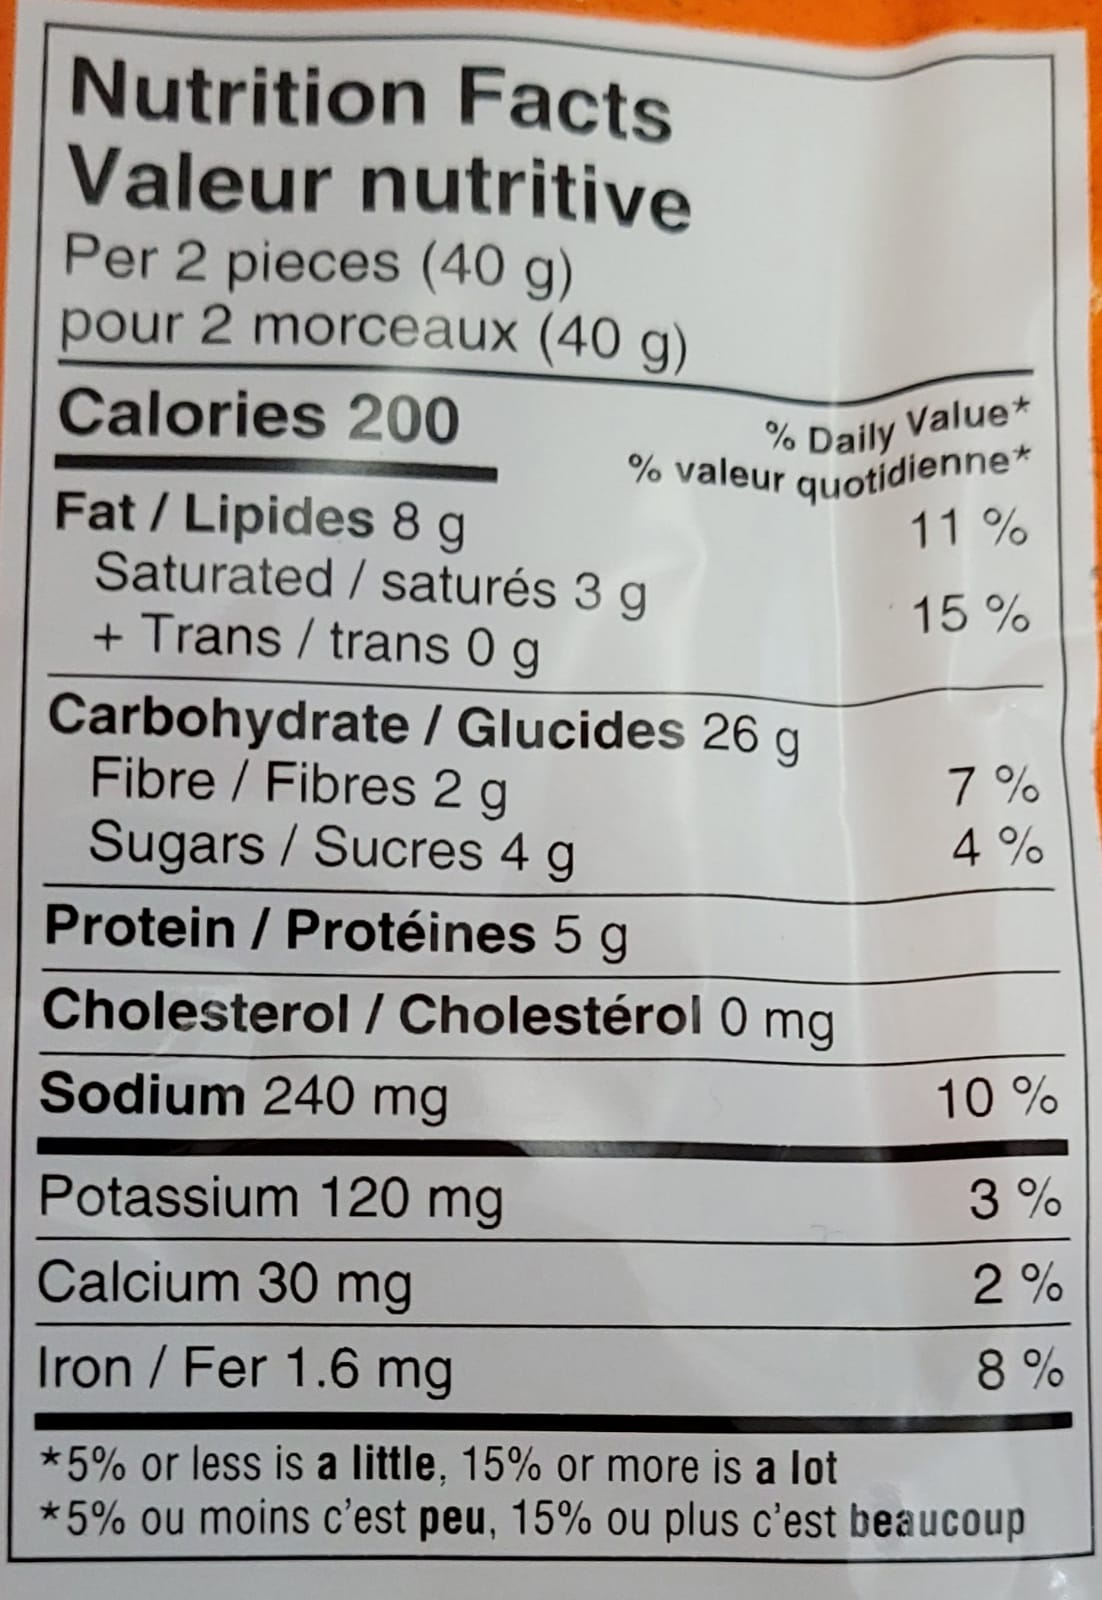 Nutrition Facts
Valeur nutritive
Per 2 pieces (40 g)
pour 2 morceaux (40 g)
Calories 200
% Daily Value*
% valeur quotidienne*
Fat / Lipides 8 g 11 %
Saturated / saturés 3 g
+ Trans / trans 0 g 15 %
Carbohydrate / Glucides 26 g
Fibre / Fibres 2 g 7 %
Sugars / Sucres 4 g 4 %
Protein / Protéines 5 g
Cholesterol / Cholestérol 0 mg
Sodium 240 mg 10 %
Potassium 120 mg 3 %
Calcium 30 mg 2 %
Iron / Fer 1.6 mg 8 %
*5% or less is a little, 15% or more is a lot
*5% ou moins c'est peu, 15% ou plus c'est beaucoup